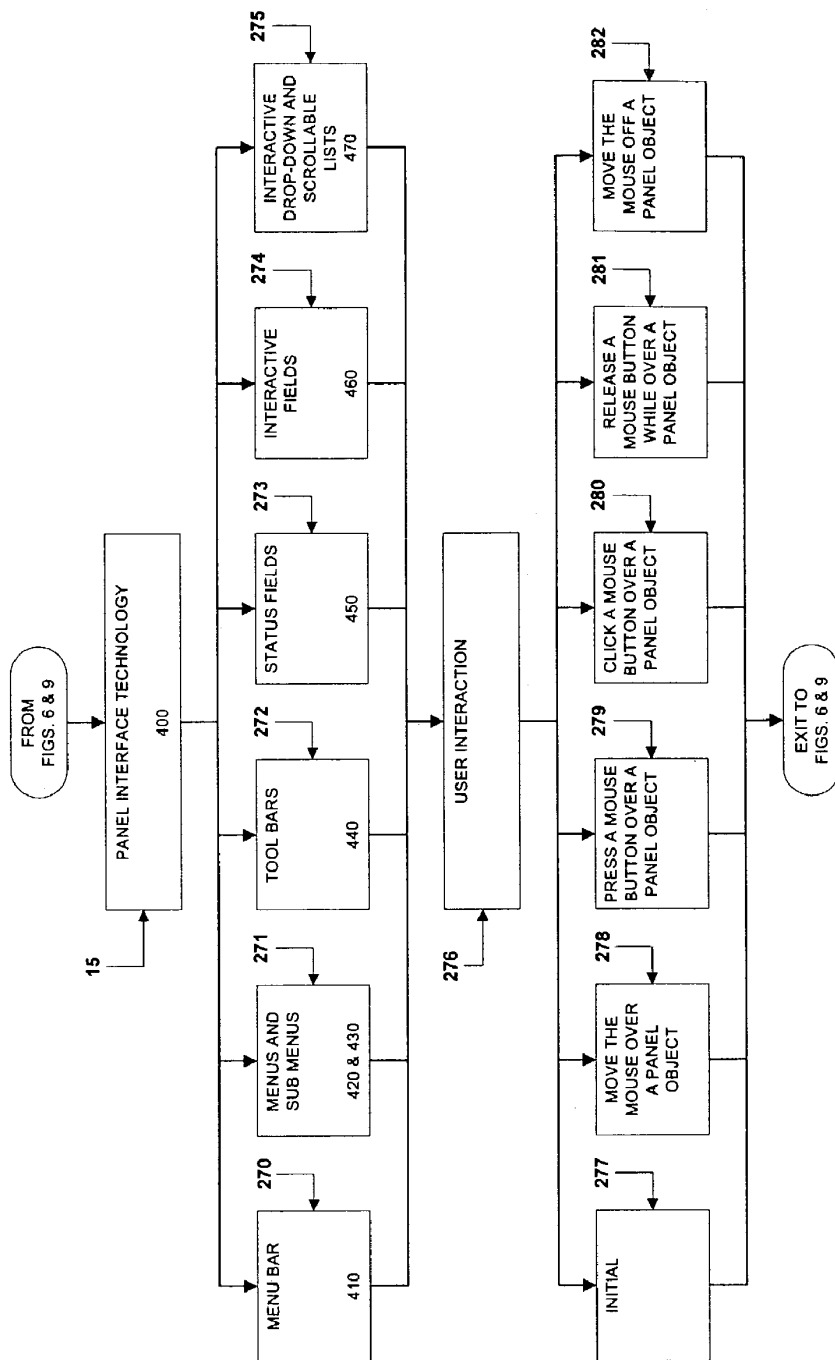 FROM
FIGS. 6 & 9
15
PANEL INTERFACE TECHNOLOGY
400
270
MENU BAR
410
271
MENUS AND
SUB MENUS
420 & 430
272
TOOL BARS
440
273
STATUS FIELDS
450
274
INTERACTIVE
FIELDS
460
275
INTERACTIVE
DROP-DOWN AND
SCROLLABLE
LISTS
470
276
USER INTERACTION
277
INITIAL
278
MOVE THE
MOUSE OVER
A PANEL
OBJECT
279
PRESS A MOUSE
BUTTON OVER A
PANEL OBJECT
280
CLICK A MOUSE
BUTTON OVER A
PANEL OBJECT
281
RELEASE A
MOUSE BUTTON
WHILE OVER A
PANEL OBJECT
282
MOVE THE
MOUSE OFF A
PANEL OBJECT
EXIT TO
FIGS. 6 & 9